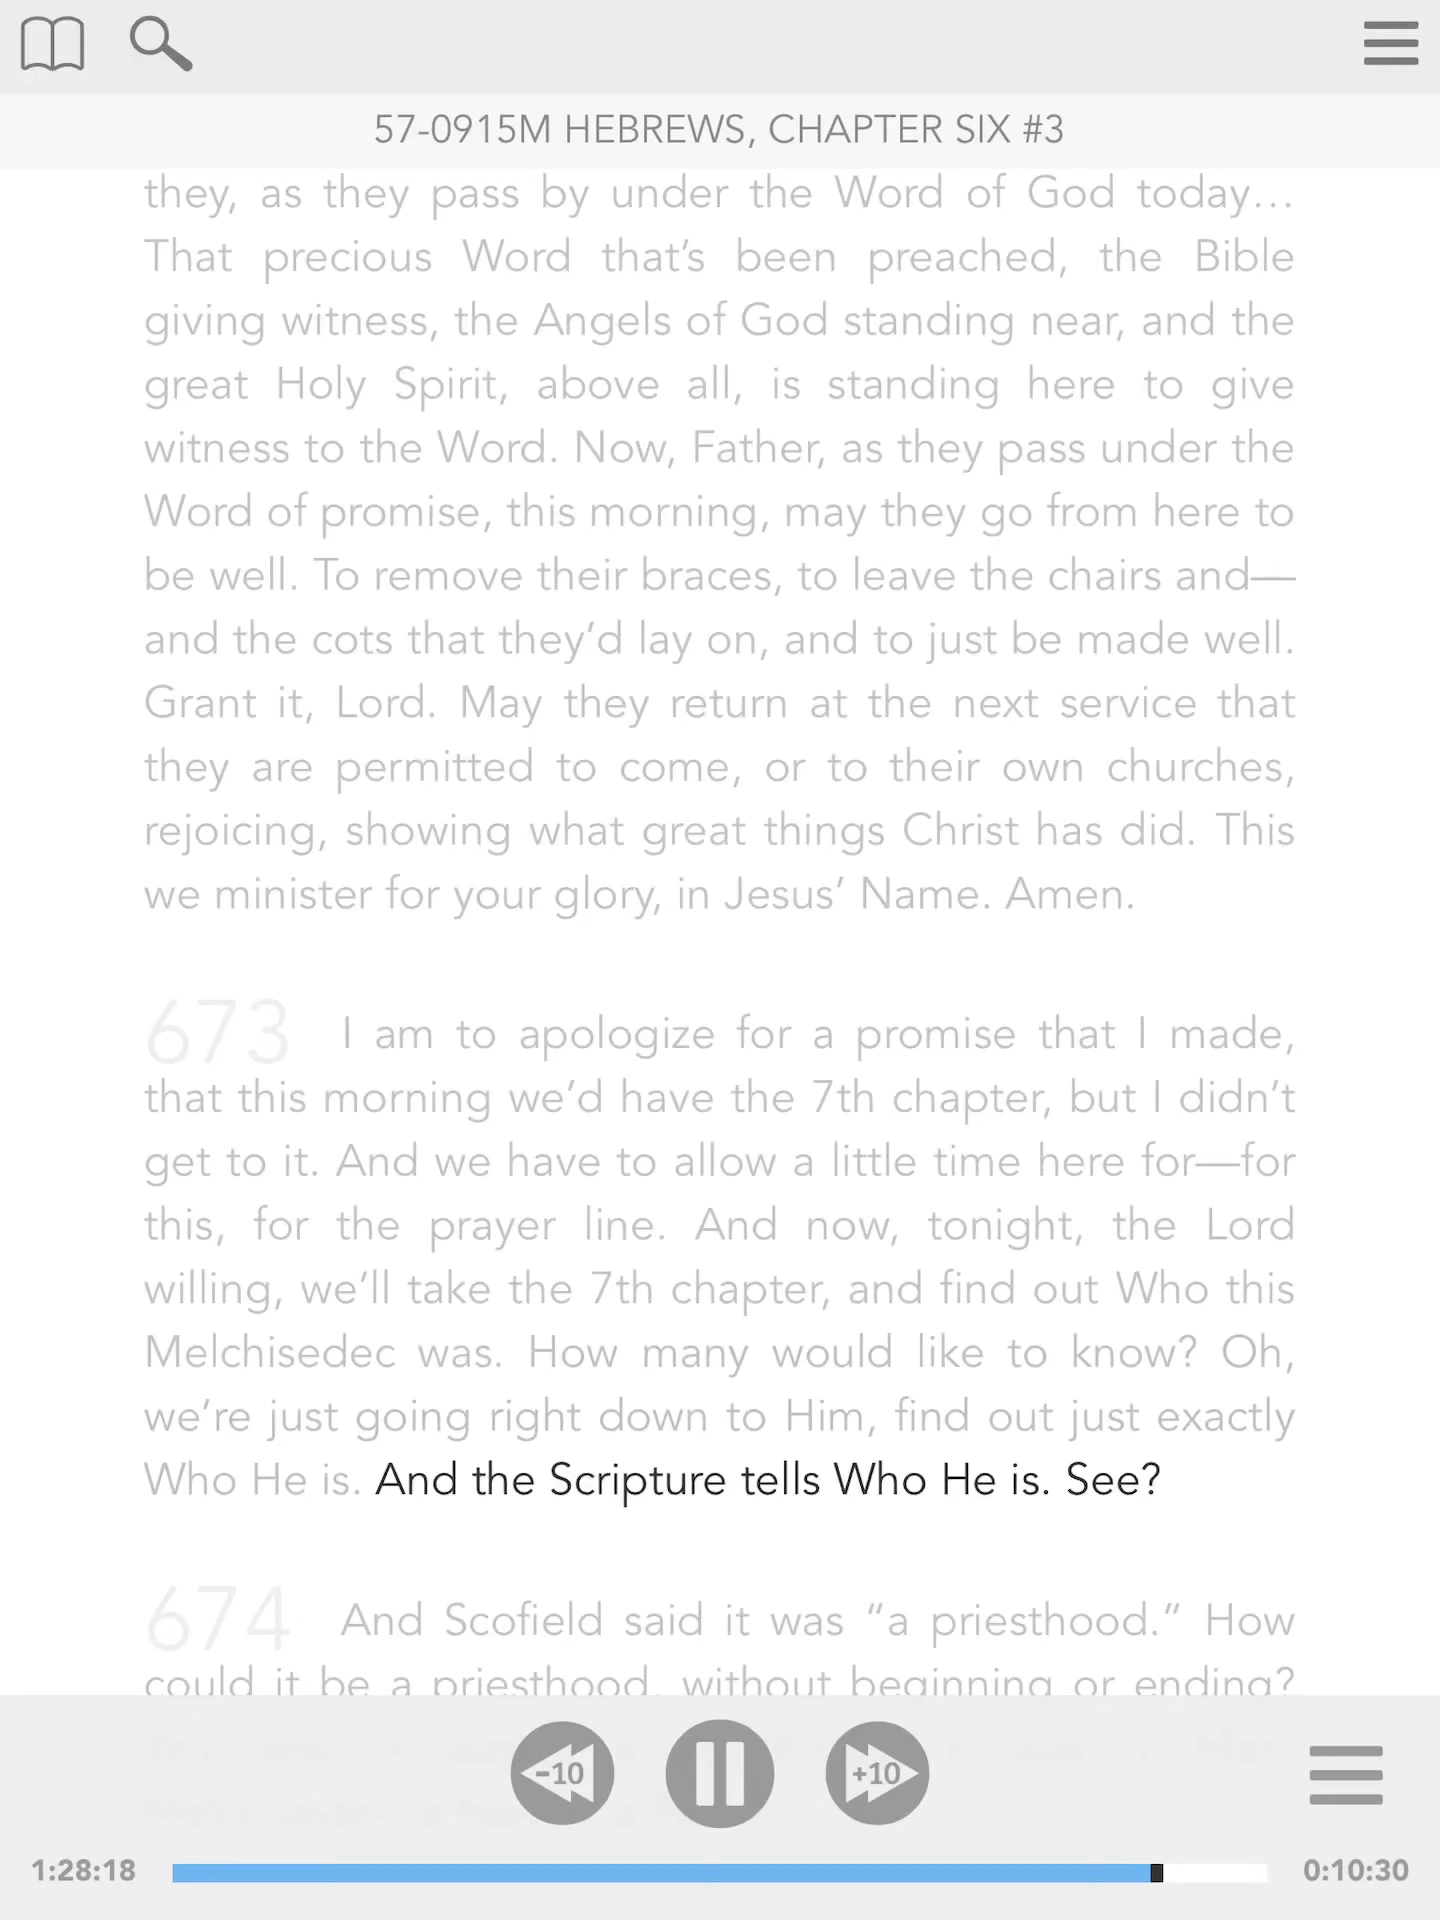 57-0915M HEBREWS, CHAPTER SIX #3
they, as they pass by under the Word of God today…
That precious Word that’s been preached, the Bible
giving witness, the Angels of God standing near, and the
great Holy Spirit, above all, is standing here to give
witness to the Word. Now, Father, as they pass under the
Word of promise, this morning, may they go from here to
be well. To remove their braces, to leave the chairs and—
and the cots that they’d lay on, and to just be made well.
Grant it, Lord. May they return at the next service that
they are permitted to come, or to their own churches,
rejoicing, showing what great things Christ has did. This
we minister for your glory, in Jesus’ Name. Amen.
673 I am to apologize for a promise that I made,
that this morning we’d have the 7th chapter, but I didn’t
get to it. And we have to allow a little time here for—for
this, for the prayer line. And now, tonight, the Lord
willing, we’ll take the 7th chapter, and find out Who this
Melchisedec was. How many would like to know? Oh,
we’re just going right down to Him, find out just exactly
Who He is. And the Scripture tells Who He is. See?
674 And Scofield said it was “a priesthood.” How
could it be a priesthood, without beginning or ending?
-10 +10
1:28:18 0:10:30